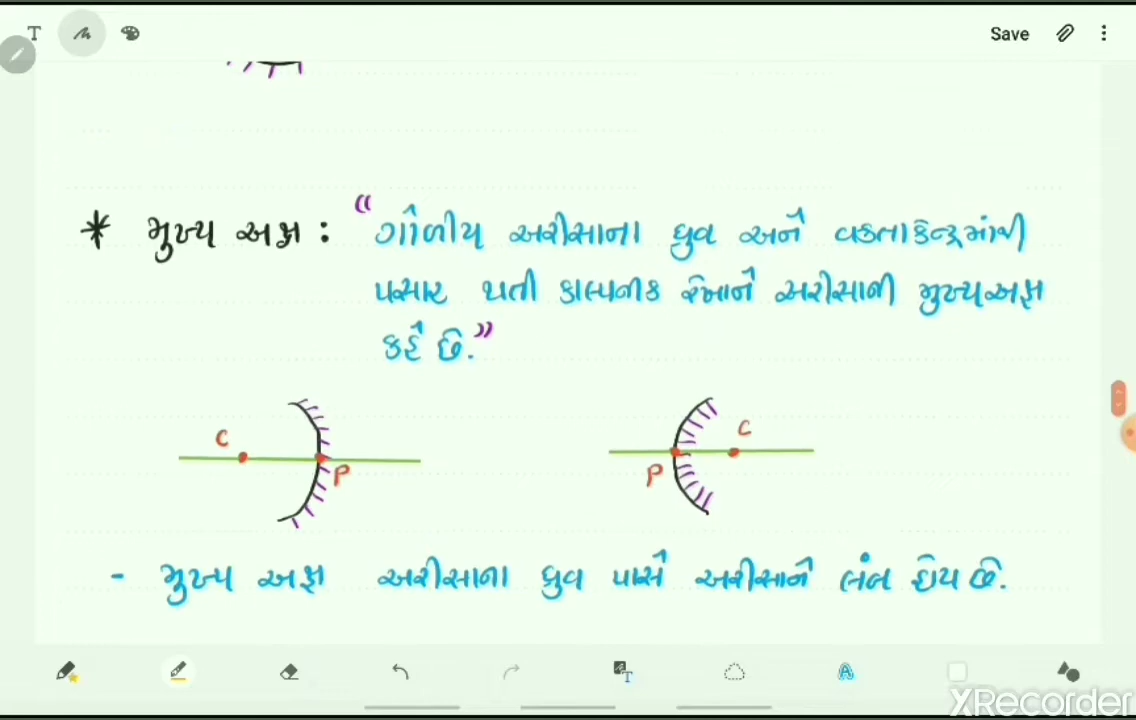 T
Save
* મુખ્ય અક્ષ : “ ગોળીય અરીસાના ધ્રુવ અને વક્રતાકેન્દ્રમાંથી
પસાર થતી કાલ્પનીક રેખાને અરીસાની મુખ્યઅક્ષ
કહે છે. ”
C
P
C
P
- મુખ્ય અક્ષ અરીસાના ધ્રુવ પાસે અરીસાને લંબ હોય છે.
XRecorder